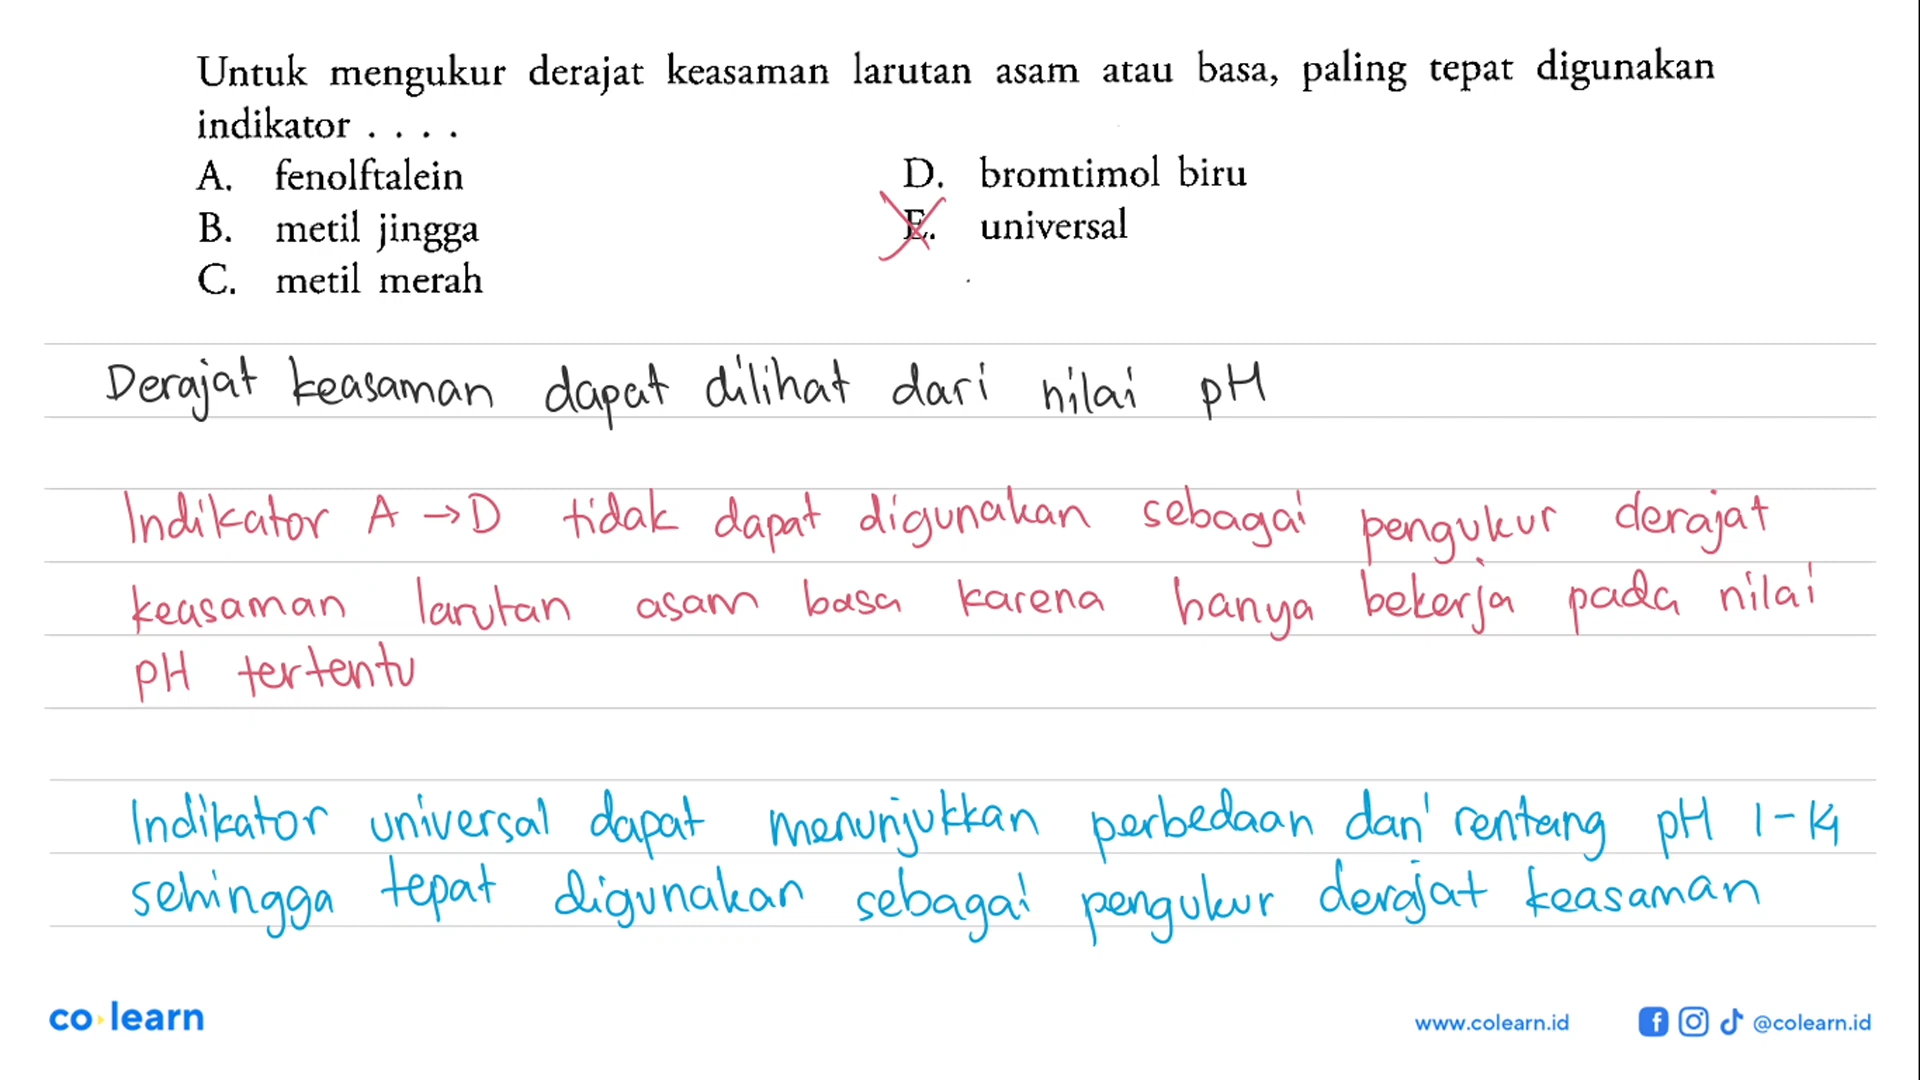 Untuk mengukur derajat keasaman larutan asam atau basa, paling tepat digunakan
indikator . . . .
A. fenolftalein
B. metil jingga
C. metil merah
D. bromtimol biru
E. universal
Derajat keasaman dapat dilihat dari nilai pH
Indikator A → D tidak dapat digunakan sebagai pengukur derajat
keasaman larutan asam basa karena hanya bekerja pada nilai
pH tertentu
Indikator universal dapat menunjukkan perbedaan dari rentang pH 1 - 14
sehingga tepat digunakan sebagai pengukur derajat keasaman
co learn
www.colearn.id
@colearn.id